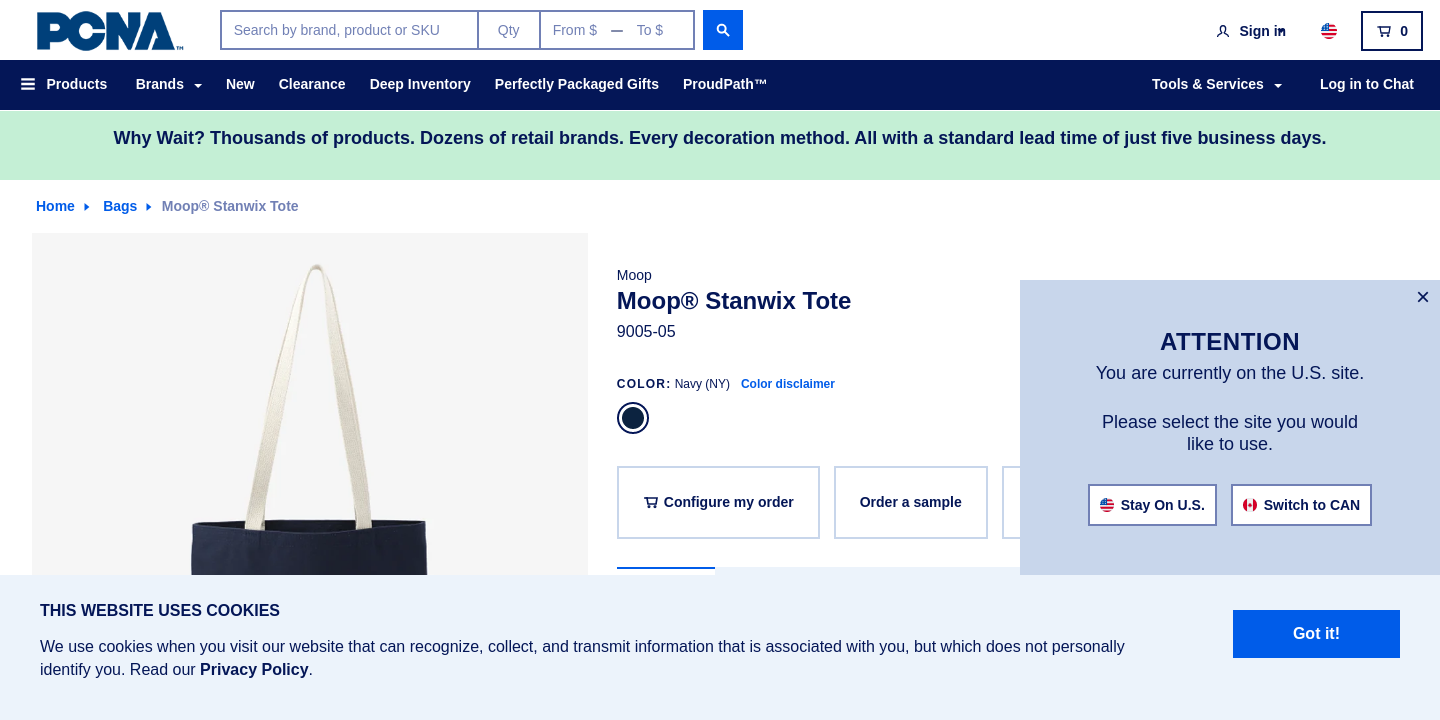 PCNA™
Search by brand, product or SKU
Qty
From $ — To $
Sign in
0
Products
Brands
New
Clearance
Deep Inventory
Perfectly Packaged Gifts
ProudPath™
Tools & Services
Log in to Chat
Why Wait? Thousands of products. Dozens of retail brands. Every decoration method. All with a standard lead time of just five business days.
Home
Bags
Moop® Stanwix Tote
Moop
Moop® Stanwix Tote
9005-05
COLOR: Navy (NY) Color disclaimer
Configure my order
Order a sample
×
ATTENTION
You are currently on the U.S. site.
Please select the site you would
like to use.
Stay On U.S.
Switch to CAN
THIS WEBSITE USES COOKIES
We use cookies when you visit our website that can recognize, collect, and transmit information that is associated with you, but which does not personally
identify you. Read our Privacy Policy.
Got it!